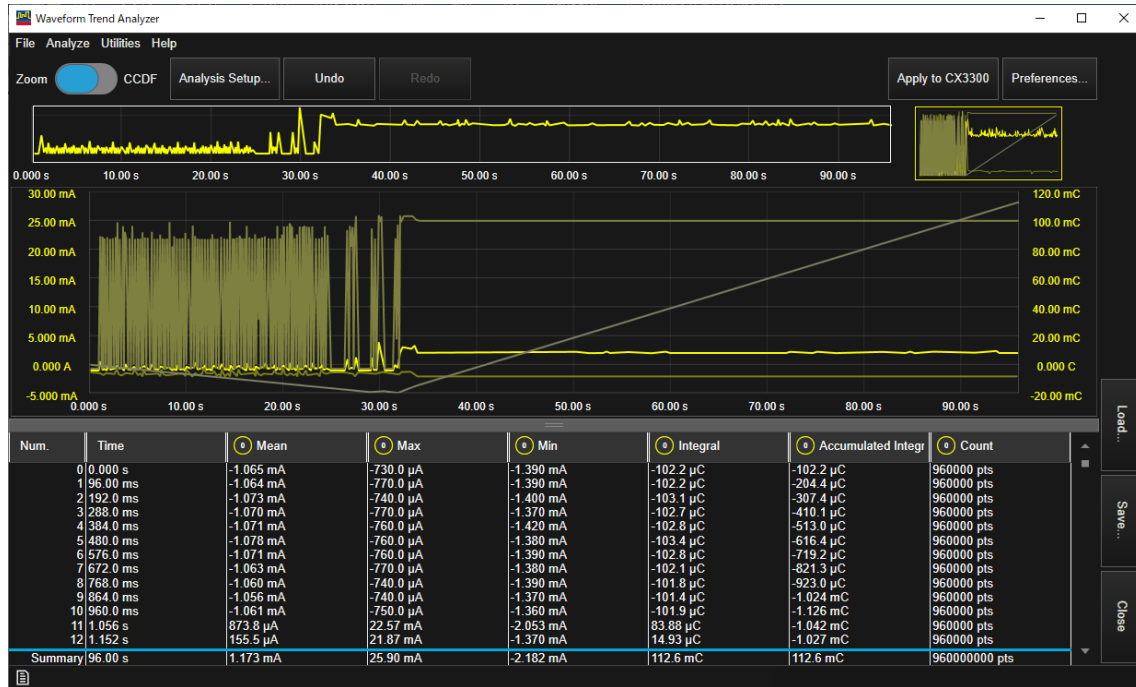 Waveform Trend Analyzer
File Analyze Utilities Help
Zoom CCDF Analysis Setup... Undo Redo Apply to CX3300 Preferences...
0.000 s 10.00 s 20.00 s 30.00 s 40.00 s 50.00 s 60.00 s 70.00 s 80.00 s 90.00 s
30.00 mA 120.0 mC
25.00 mA 100.0 mC
20.00 mA 80.00 mC
15.00 mA 60.00 mC
10.00 mA 40.00 mC
5.000 mA 20.00 mC
0.000 A 0.000 C
-5.000 mA -20.00 mC
0.000 s 10.00 s 20.00 s 30.00 s 40.00 s 50.00 s 60.00 s 70.00 s 80.00 s 90.00 s
Num. Time 0 Mean 0 Max 0 Min 0 Integral 0 Accumulated Integr 0 Count
0 0.000 s -1.065 mA -730.0 µA -1.390 mA -102.2 µC -102.2 µC 960000 pts
1 96.00 ms -1.064 mA -770.0 µA -1.390 mA -102.2 µC -204.4 µC 960000 pts
2 192.0 ms -1.073 mA -740.0 µA -1.400 mA -103.1 µC -307.4 µC 960000 pts
3 288.0 ms -1.070 mA -770.0 µA -1.370 mA -102.7 µC -410.1 µC 960000 pts
4 384.0 ms -1.071 mA -760.0 µA -1.420 mA -102.8 µC -513.0 µC 960000 pts
5 480.0 ms -1.078 mA -760.0 µA -1.380 mA -103.4 µC -616.4 µC 960000 pts
6 576.0 ms -1.071 mA -760.0 µA -1.390 mA -102.8 µC -719.2 µC 960000 pts
7 672.0 ms -1.063 mA -770.0 µA -1.380 mA -102.1 µC -821.3 µC 960000 pts
8 768.0 ms -1.060 mA -740.0 µA -1.390 mA -101.8 µC -923.0 µC 960000 pts
9 864.0 ms -1.056 mA -740.0 µA -1.370 mA -101.4 µC -1.024 mC 960000 pts
10 960.0 ms -1.061 mA -750.0 µA -1.360 mA -101.9 µC -1.126 mC 960000 pts
11 1.056 s 873.8 µA 22.57 mA -2.053 mA 83.88 µC -1.042 mC 960000 pts
12 1.152 s 155.5 µA 21.87 mA -1.370 mA 14.93 µC -1.027 mC 960000 pts
Summary 96.00 s 1.173 mA 25.90 mA -2.182 mA 112.6 mC 112.6 mC 960000000 pts
Load...
Save...
Close